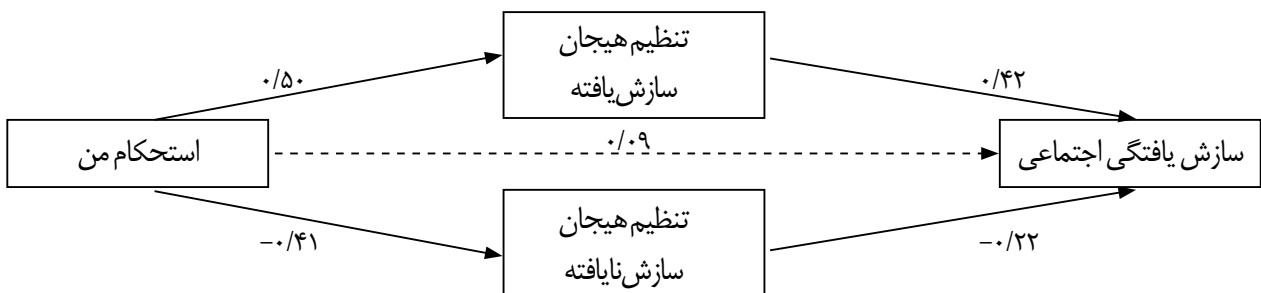 تنظیم هیجان
سازش‌یافته
۰/۵۰
۰/۴۲
استحکام من
۰/۰۹
سازش یافتگی اجتماعی
تنظیم هیجان
سازش‌نایافته
−۰/۴۱
−۰/۲۲